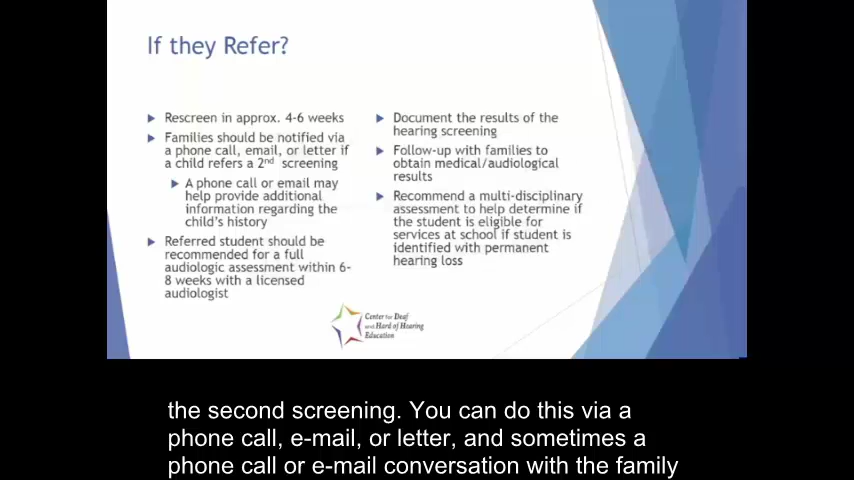 If they Refer?
Rescreen in approx. 4-6 weeks
Families should be notified via
a phone call, email, or letter if
a child refers a 2nd screening
A phone call or email may
help provide additional
information regarding the
child's history
Referred student should be
recommended for a full
audiologic assessment within 6-
8 weeks with a licensed
audiologist
Document the results of the
hearing screening
Follow-up with families to
obtain medical/audiological
results
Recommend a multi-disciplinary
assessment to help determine if
the student is eligible for
services at school if student is
identified with permanent
hearing loss
Center for Deaf
and Hard of Hearing
Education
the second screening. You can do this via a
phone call, e-mail, or letter, and sometimes a
phone call or e-mail conversation with the family